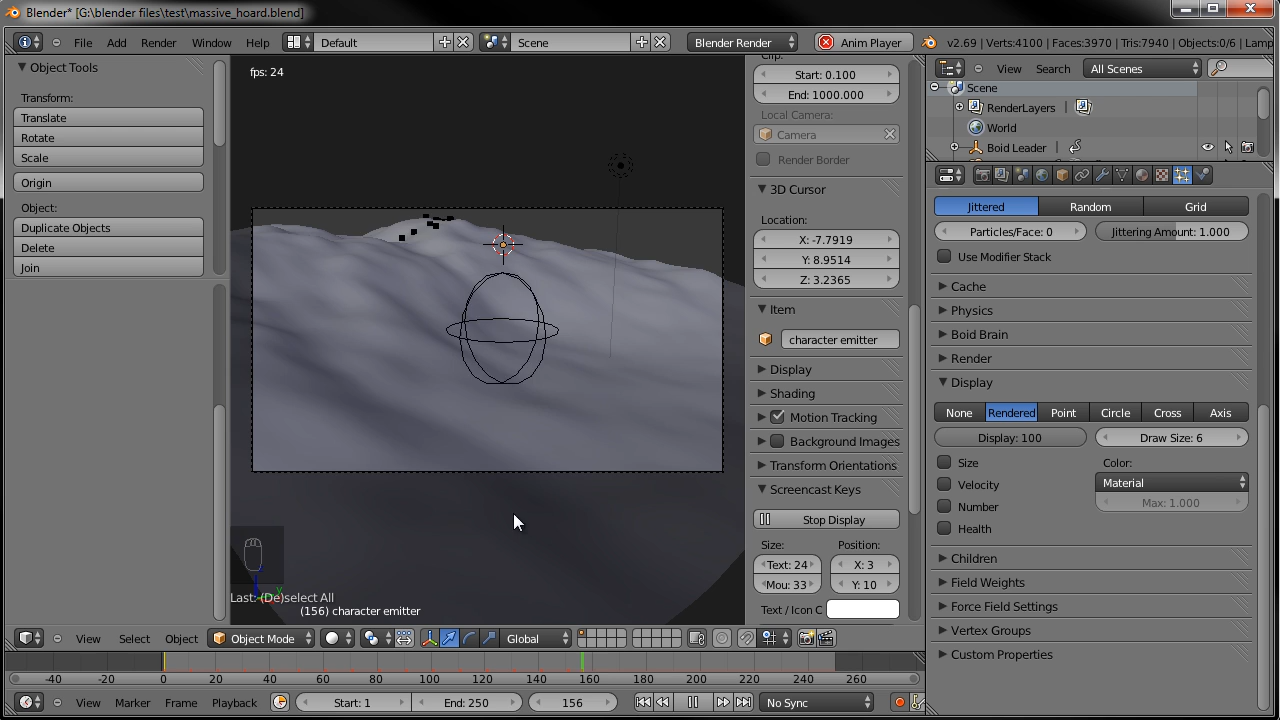 Blender* [G:\blender files\test\massive_hoard.blend]
File Add Render Window Help Default Scene Blender Render Anim Player v2.69 | Verts:4100 | Faces:3970 | Tris:7940 | Objects:0/6 | Lamp
Object Tools
Transform:
Translate
Rotate
Scale
Origin
Object:
Duplicate Objects
Delete
Join
fps: 24
Last: (De)select All
(156) character emitter
Clip:
Start: 0.100
End: 1000.000
Local Camera:
Camera
Render Border
3D Cursor
Location:
X: -7.7919
Y: 8.9514
Z: 3.2365
Item
character emitter
Display
Shading
Motion Tracking
Background Images
Transform Orientations
Screencast Keys
Stop Display
Size: Position:
Text: 24 X: 3
Mou: 33 Y: 10
Text / Icon C
View Search All Scenes
Scene
RenderLayers |
World
Boid Leader |
Jittered Random Grid
Particles/Face: 0 Jittering Amount: 1.000
Use Modifier Stack
Cache
Physics
Boid Brain
Render
Display
None Rendered Point Circle Cross Axis
Display: 100 Draw Size: 6
Size Color:
Velocity Material
Number Max: 1.000
Health
Children
Field Weights
Force Field Settings
Vertex Groups
Custom Properties
View Select Object Object Mode Global
-40 -20 0 20 40 60 80 100 120 140 160 180 200 220 240 260
View Marker Frame Playback Start: 1 End: 250 156 No Sync